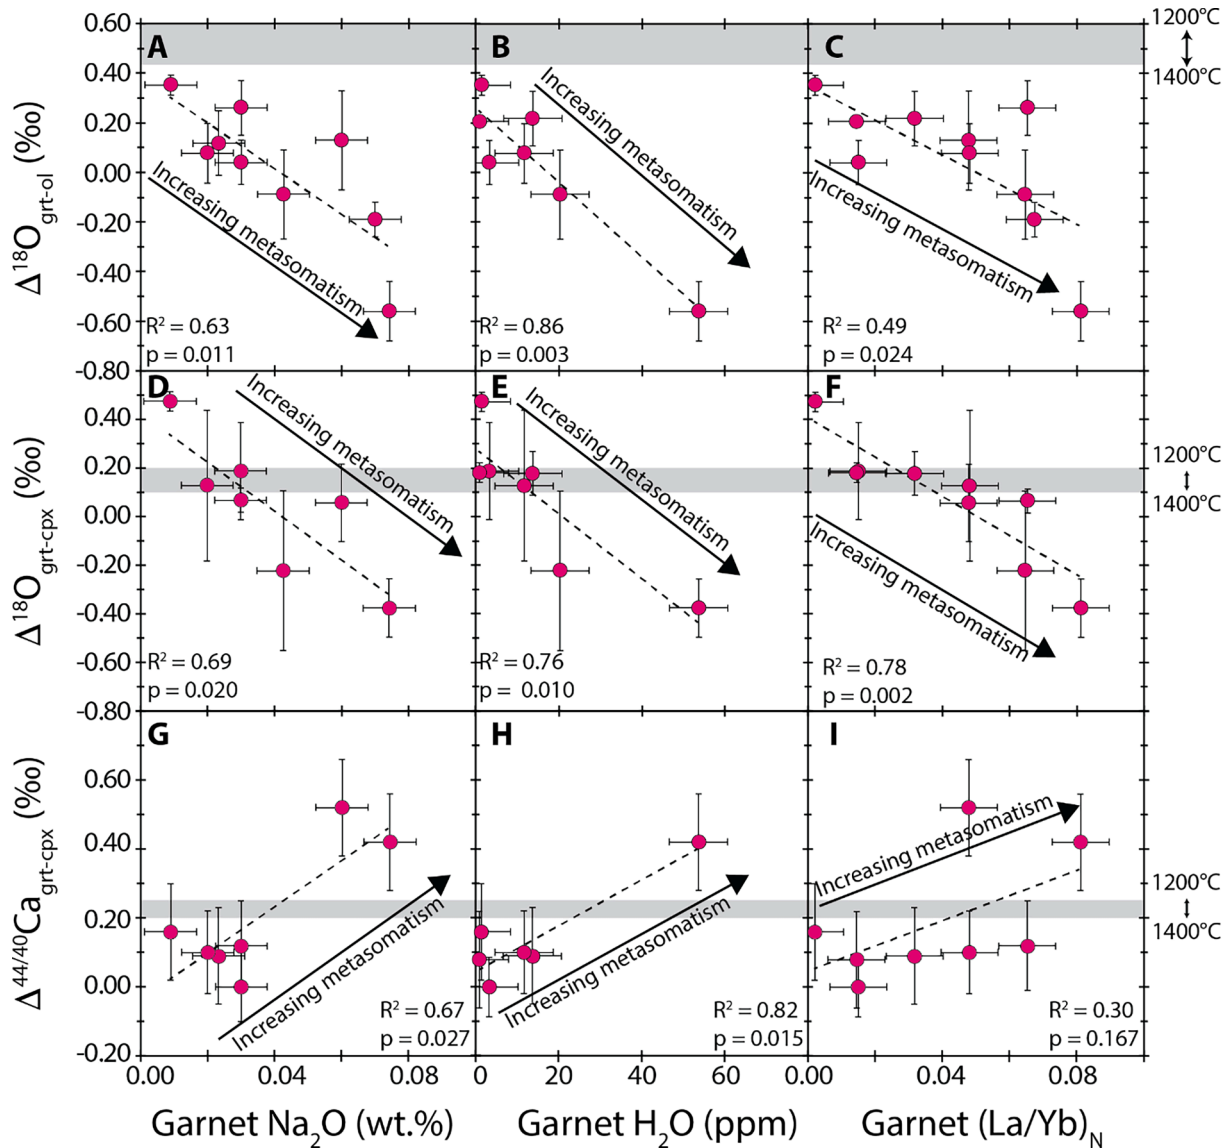 0.60
0.40
0.20
0.00
-0.20
-0.40
-0.60
-0.80
Δ18Ogrt-ol (‰)
A
Increasing metasomatism
R2 = 0.63
p = 0.011
B
Increasing metasomatism
R2 = 0.86
p = 0.003
C
Increasing metasomatism
R2 = 0.49
p = 0.024
1200°C
1400°C
0.40
0.20
0.00
-0.20
-0.40
-0.60
-0.80
Δ18Ogrt-cpx (‰)
D
Increasing metasomatism
R2 = 0.69
p = 0.020
E
Increasing metasomatism
R2 = 0.76
p = 0.010
F
Increasing metasomatism
R2 = 0.78
p = 0.002
1200°C
1400°C
0.60
0.40
0.20
0.00
-0.20
Δ44/40Cagrt-cpx (‰)
G
Increasing metasomatism
R2 = 0.67
p = 0.027
H
Increasing metasomatism
R2 = 0.82
p = 0.015
I
Increasing metasomatism
R2 = 0.30
p = 0.167
1200°C
1400°C
0.00 0.04 0.08
0 20 40 60 80
0.00 0.04 0.08
Garnet Na2O (wt.%)
Garnet H2O (ppm)
Garnet (La/Yb)N